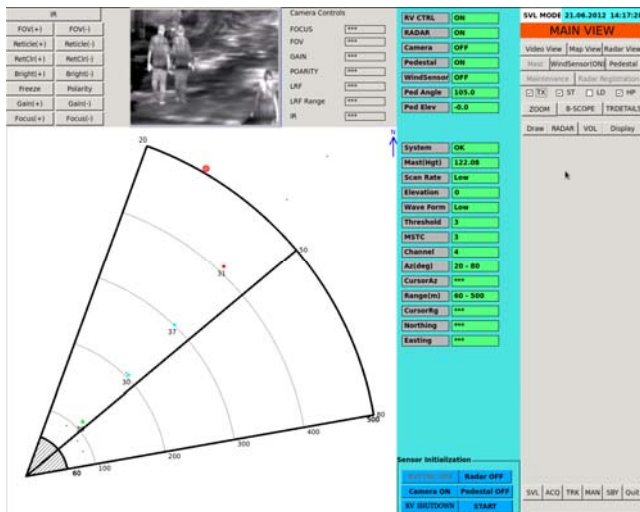 IR
FOV(+) FOV(-)
Reticle(+) Reticle(-)
RetClr(+) RetClr(-)
Bright(+) Bright(-)
Freeze Polarity
Gain(+) Gain(-)
Focus(+) Focus(-)
Camera Controls
FOCUS ***
FOV ***
GAIN ***
POARITY ***
LRF ***
LRF Range ***
IR ***
RV CTRL ON
RADAR ON
Camera OFF
Pedestal ON
WindSensor OFF
Ped Angle 105.0
Ped Elev -0.0
System OK
Mast(Hgt) 122.08
Scan Rate Low
Elevation 0
Wave Form Low
Threshold 3
MSTC 3
Channel 4
Az(deg) 20 - 80
CursorAz ***
Range(m) 60 - 500
CursorRg ***
Northing ***
Easting ***
Sensor Initialization
Radar OFF
Camera ON Pedestal OFF
RV SHUTDOWN START
SVL MODE 21.06.2012 14:17:28
MAIN VIEW
Video View Map View Radar View
Mast WindSensor(ON) Pedestal
Maintenance Radar Registration
TX ST LD HP
ZOOM B-SCOPE TRDETAILS
Draw RADAR VOL Display
SVL ACQ TRK MAN SBY Quit
N
20
50
31
37
30
80
500
400
300
200
100
60